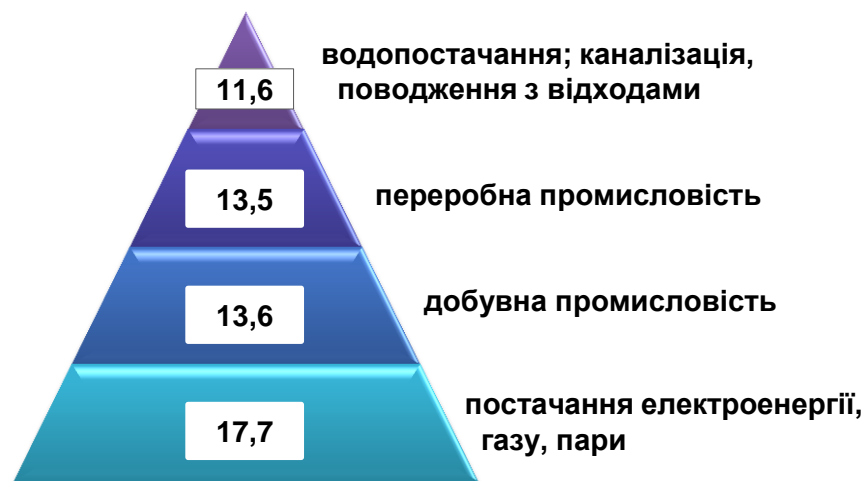 водопостачання; каналізація,
поводження з відходами
11,6
13,5
переробна промисловість
13,6
добувна промисловість
постачання електроенергії,
газу, пари
17,7